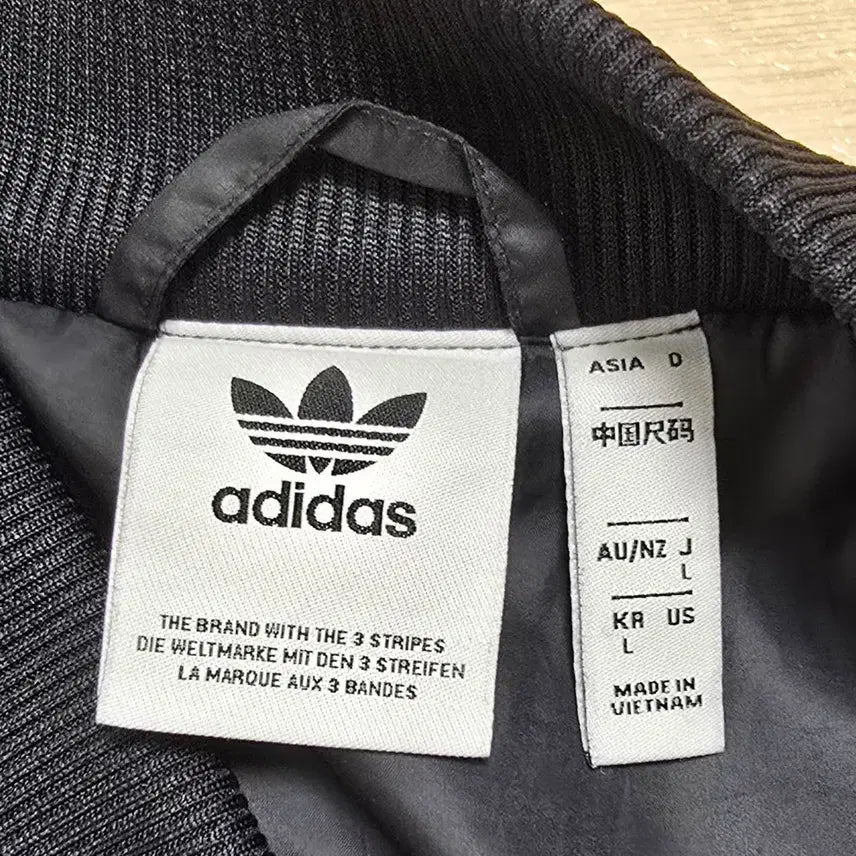 adidas
THE BRAND WITH THE 3 STRIPES
DIE WELTMARKE MIT DEN 3 STREIFEN
LA MARQUE AUX 3 BANDES
ASIA D
中国尺码
AU/NZ J
L
KR US
L
MADE IN
VIETNAM